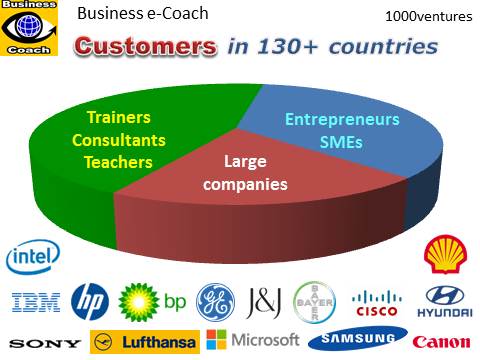 Business
Coach
Business e-Coach
1000ventures
Customers in 130+ countries
Trainers
Consultants
Teachers
Entrepreneurs
SMEs
Large
companies
intel
IBM
hp
bp
GE
J&J
BAYER
BAYER
CISCO
HYUNDAI
SONY
Lufthansa
Microsoft
SAMSUNG
Canon